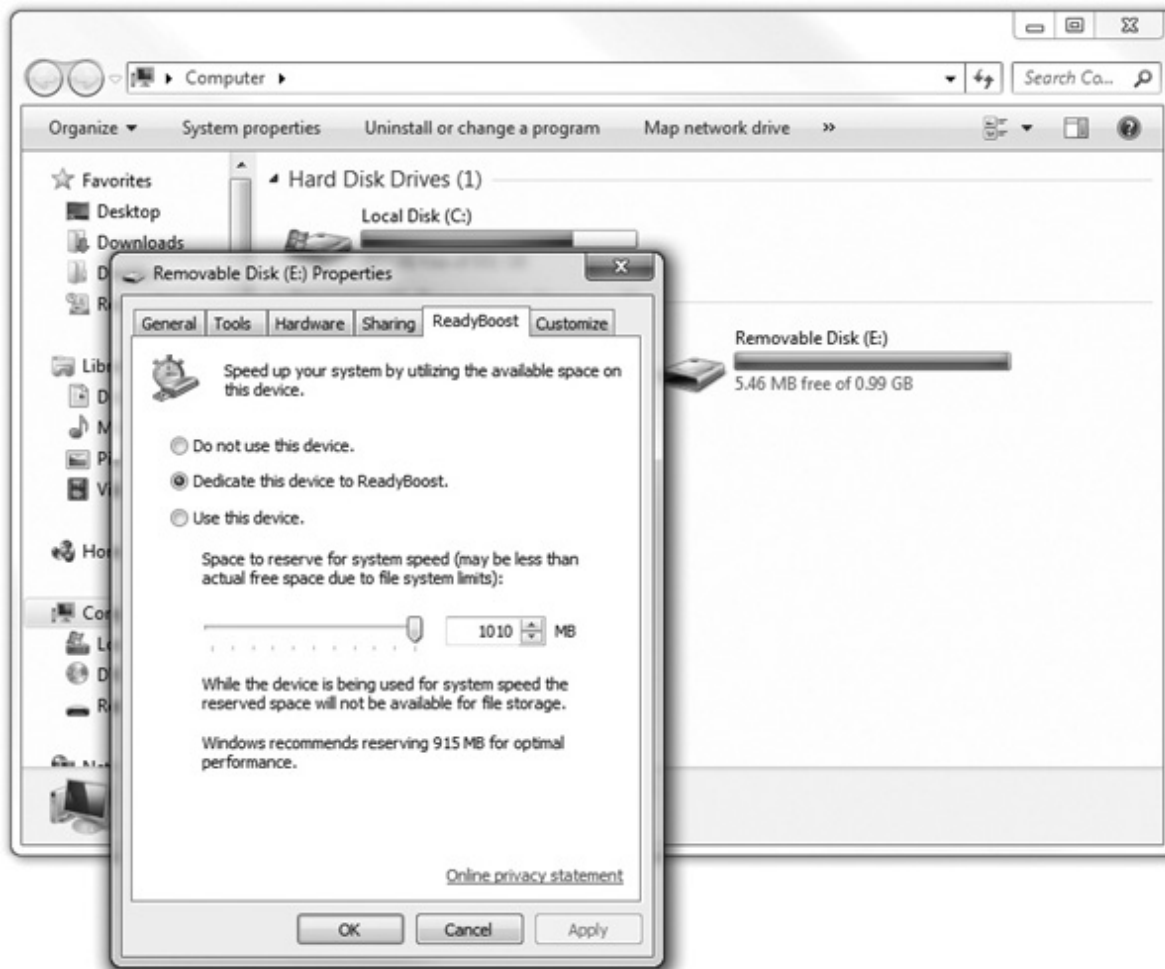 Computer
Search Co...
Organize
System properties
Uninstall or change a program
Map network drive
»
Favorites
Desktop
Downloads
Hard Disk Drives (1)
Local Disk (C:)
Removable Disk (E:)
5.46 MB free of 0.99 GB
Removable Disk (E:) Properties
General
Tools
Hardware
Sharing
ReadyBoost
Customize
Speed up your system by utilizing the available space on
this device.
Do not use this device.
Dedicate this device to ReadyBoost.
Use this device.
Space to reserve for system speed (may be less than
actual free space due to file system limits):
1010 MB
While the device is being used for system speed the
reserved space will not be available for file storage.
Windows recommends reserving 915 MB for optimal
performance.
Online privacy statement
OK
Cancel
Apply